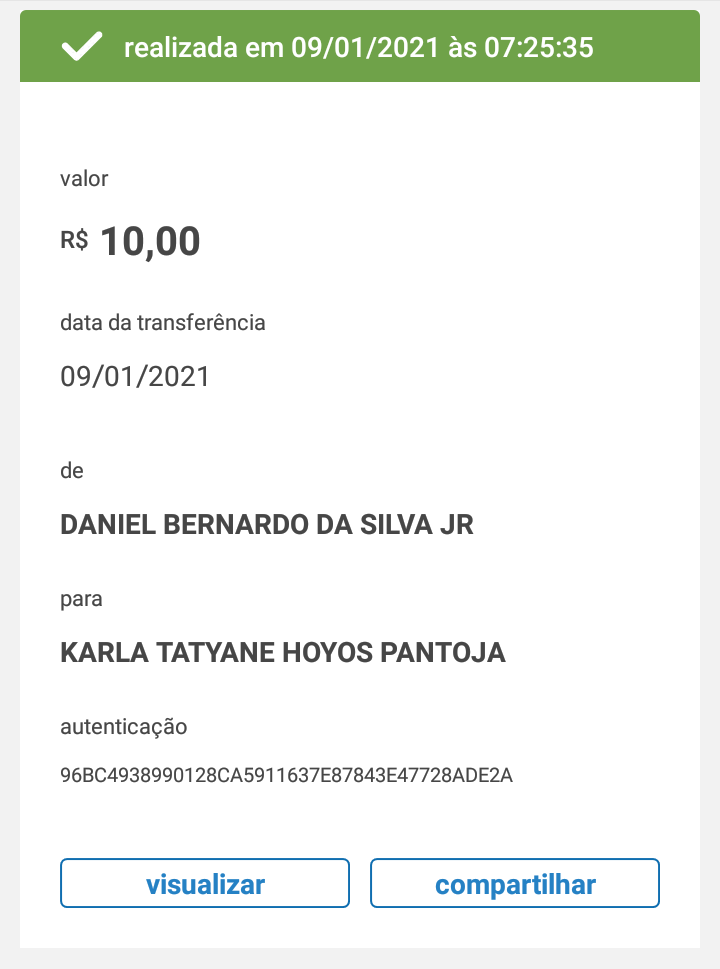 realizada em 09/01/2021 às 07:25:35
valor
R$ 10,00
data da transferência
09/01/2021
de
DANIEL BERNARDO DA SILVA JR
para
KARLA TATYANE HOYOS PANTOJA
autenticação
96BC4938990128CA5911637E87843E47728ADE2A
visualizar
compartilhar